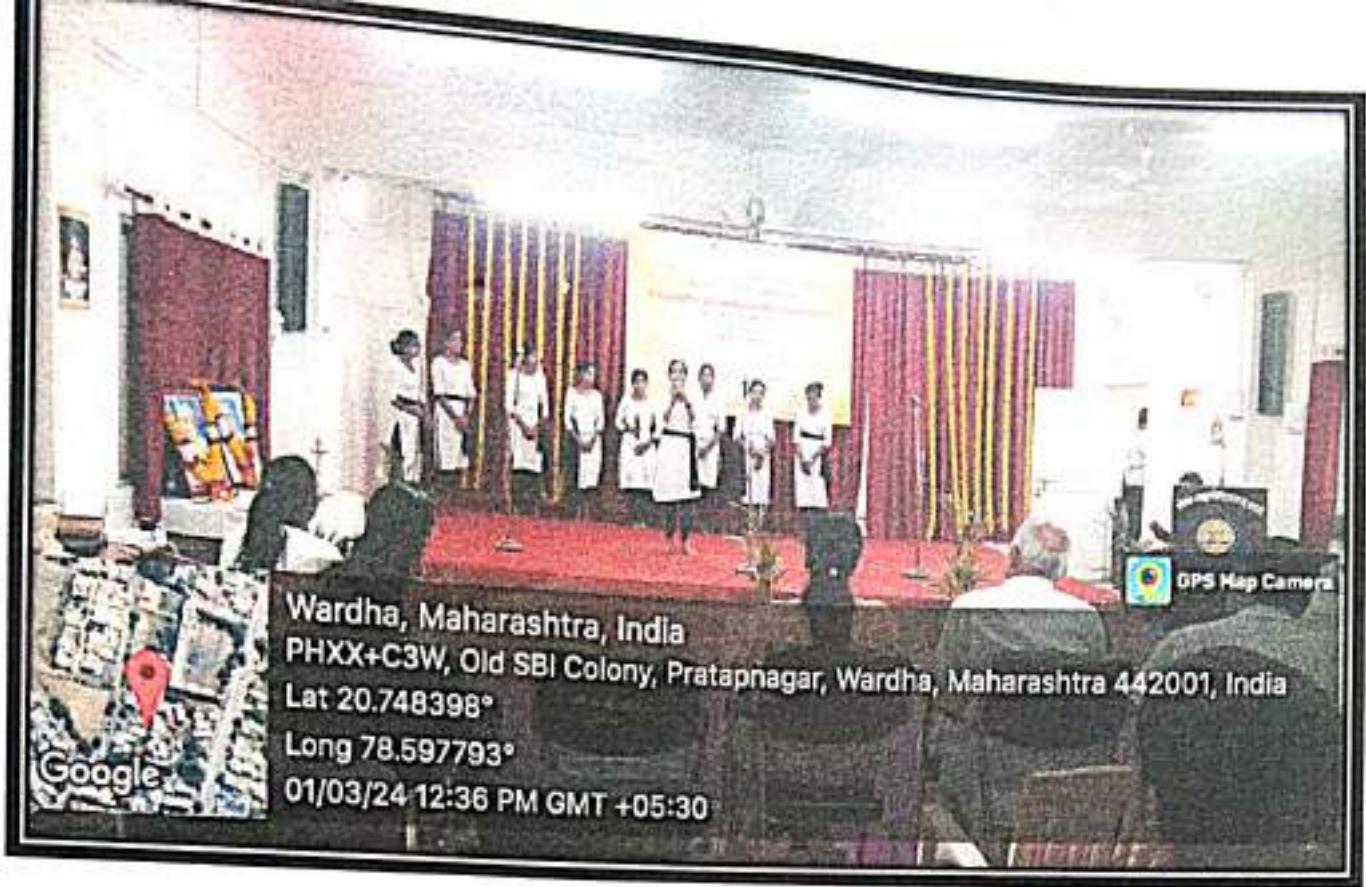 GPS Map Camera
Wardha, Maharashtra, India
PHXX+C3W, Old SBI Colony, Pratapnagar, Wardha, Maharashtra 442001, India
Lat 20.748398°
Long 78.597793°
01/03/24 12:36 PM GMT +05:30
Google